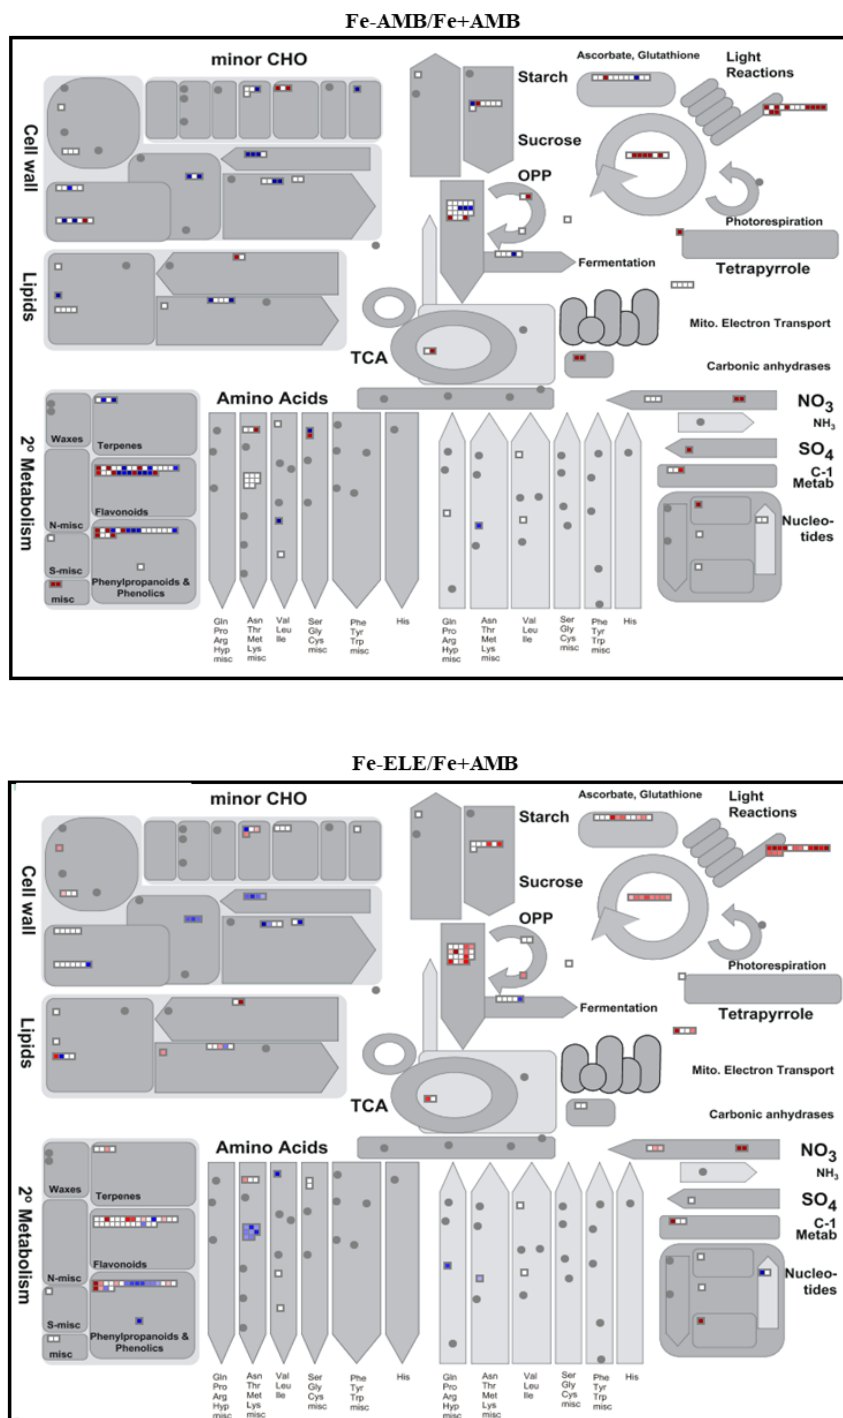 Fe-AMB/Fe+AMB
minor CHO
Starch
Ascorbate, Glutathione
Light
Reactions
Cell wall
Sucrose
OPP
Photorespiration
Fermentation
Tetrapyrrole
Lipids
Mito. Electron Transport
TCA
Carbonic anhydrases
Amino Acids
NO3
NH3
SO4
C-1
Metab
Nucleo-
tides
2º Metabolism
Waxes
Terpenes
Flavonoids
N-misc
S-misc
Phenylpropanoids &
Phenolics
misc
Gln Asn Val Ser Phe His Gln Asn Val Ser Phe His
Pro Thr Leu Gly Tyr Pro Thr Leu Gly Tyr
Arg Met Ile Cys Trp Arg Met Ile Cys Trp
Hyp Lys misc misc Hyp Lys misc misc
misc misc misc misc
Fe-ELE/Fe+AMB
minor CHO
Starch
Ascorbate, Glutathione
Light
Reactions
Cell wall
Sucrose
OPP
Photorespiration
Fermentation
Tetrapyrrole
Lipids
Mito. Electron Transport
TCA
Carbonic anhydrases
Amino Acids
NO3
NH3
SO4
C-1
Metab
Nucleo-
tides
2º Metabolism
Waxes
Terpenes
Flavonoids
N-misc
S-misc
Phenylpropanoids &
Phenolics
misc
Gln Asn Val Ser Phe His Gln Asn Val Ser Phe His
Pro Thr Leu Gly Tyr Pro Thr Leu Gly Tyr
Arg Met Ile Cys Trp Arg Met Ile Cys Trp
Hyp Lys misc misc Hyp Lys misc misc
misc misc misc misc